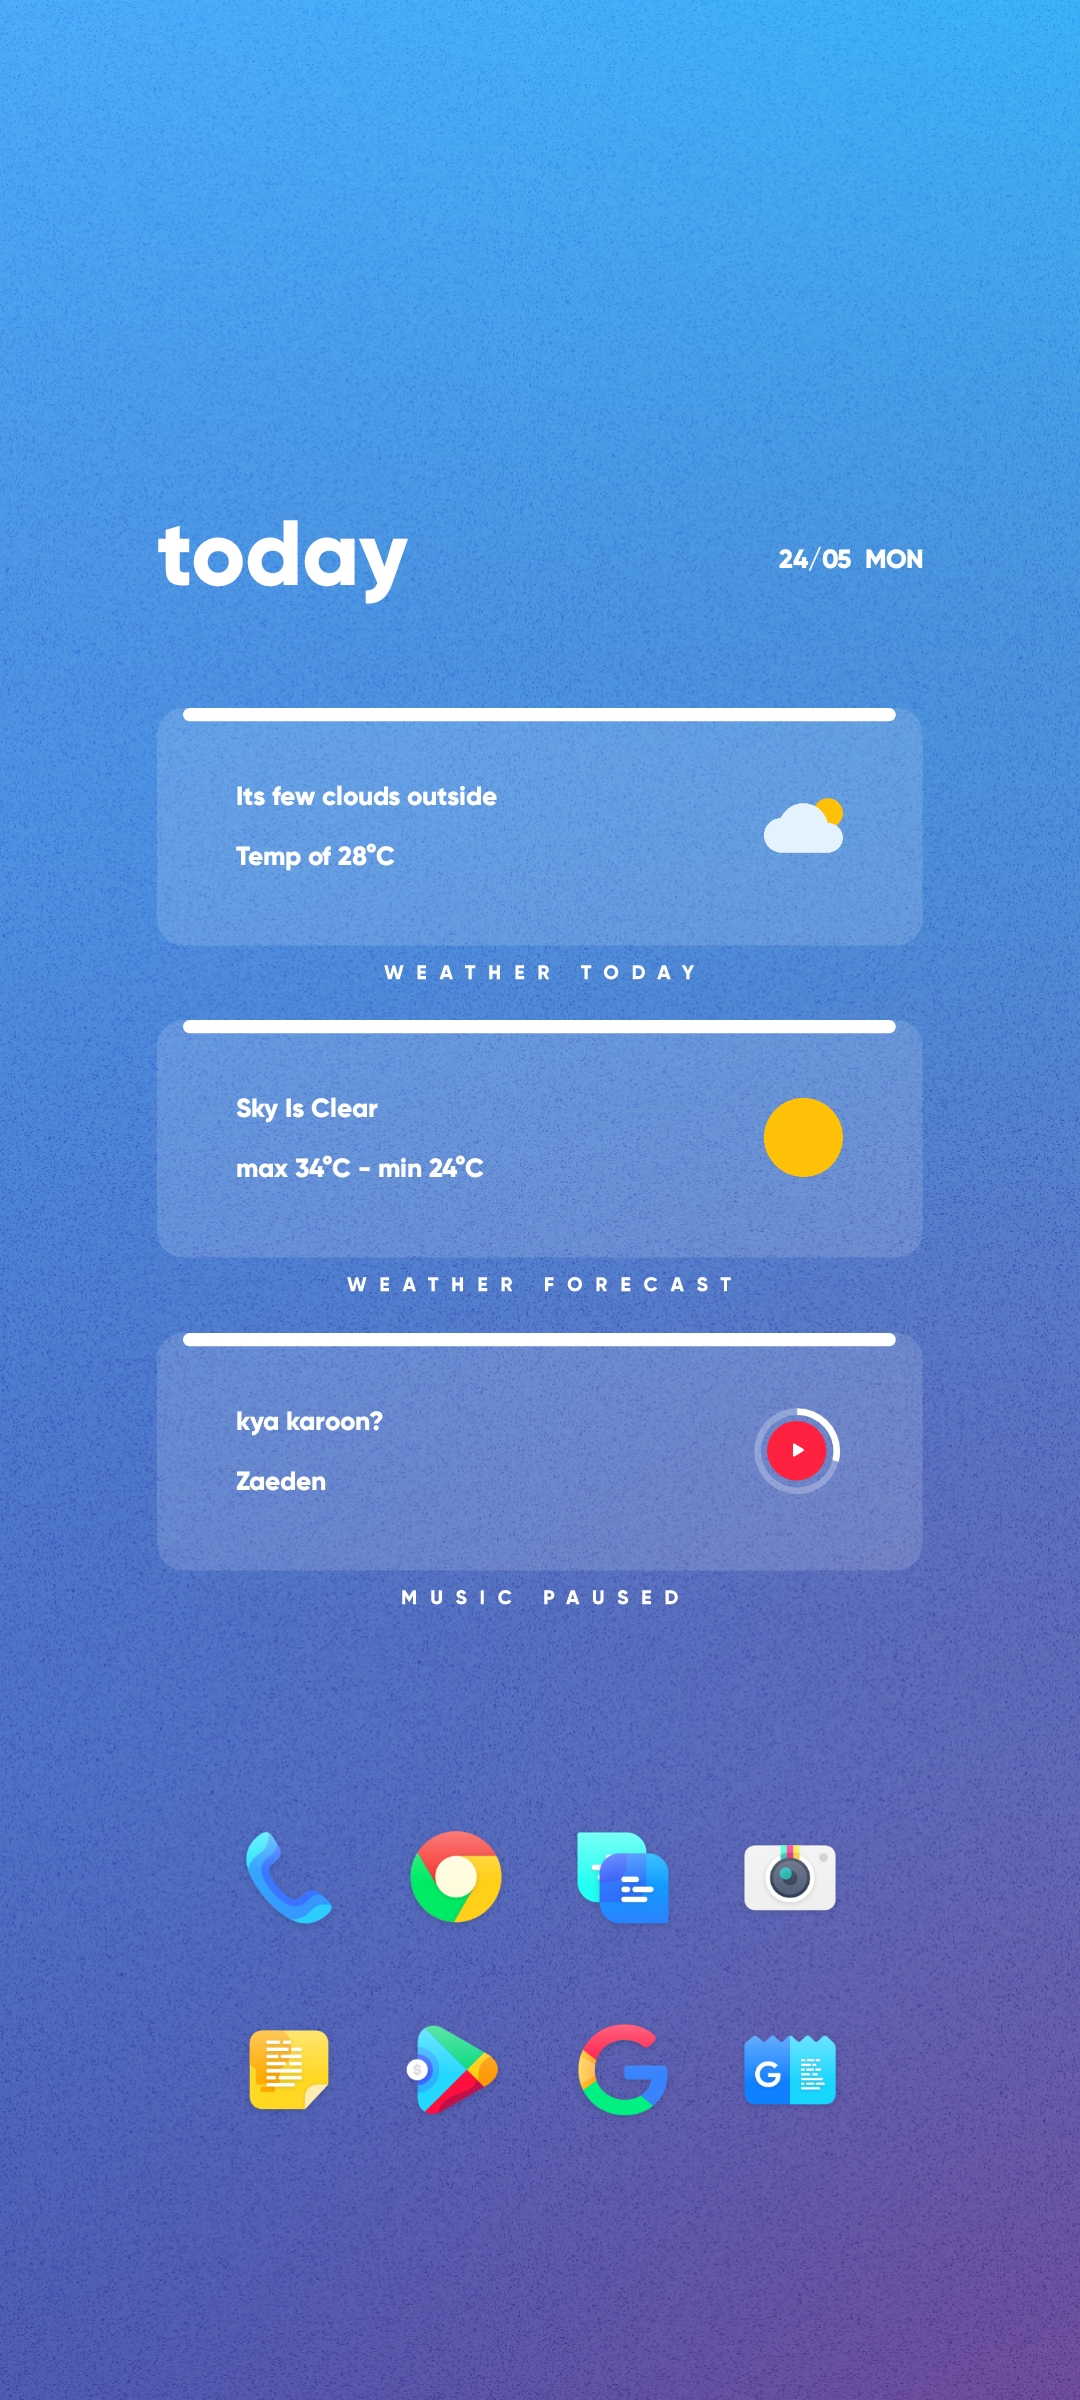 today
24/05 MON
Its few clouds outside
Temp of 28°C
WEATHER TODAY
Sky Is Clear
max 34°C - min 24°C
WEATHER FORECAST
kya karoon?
Zaeden
MUSIC PAUSED